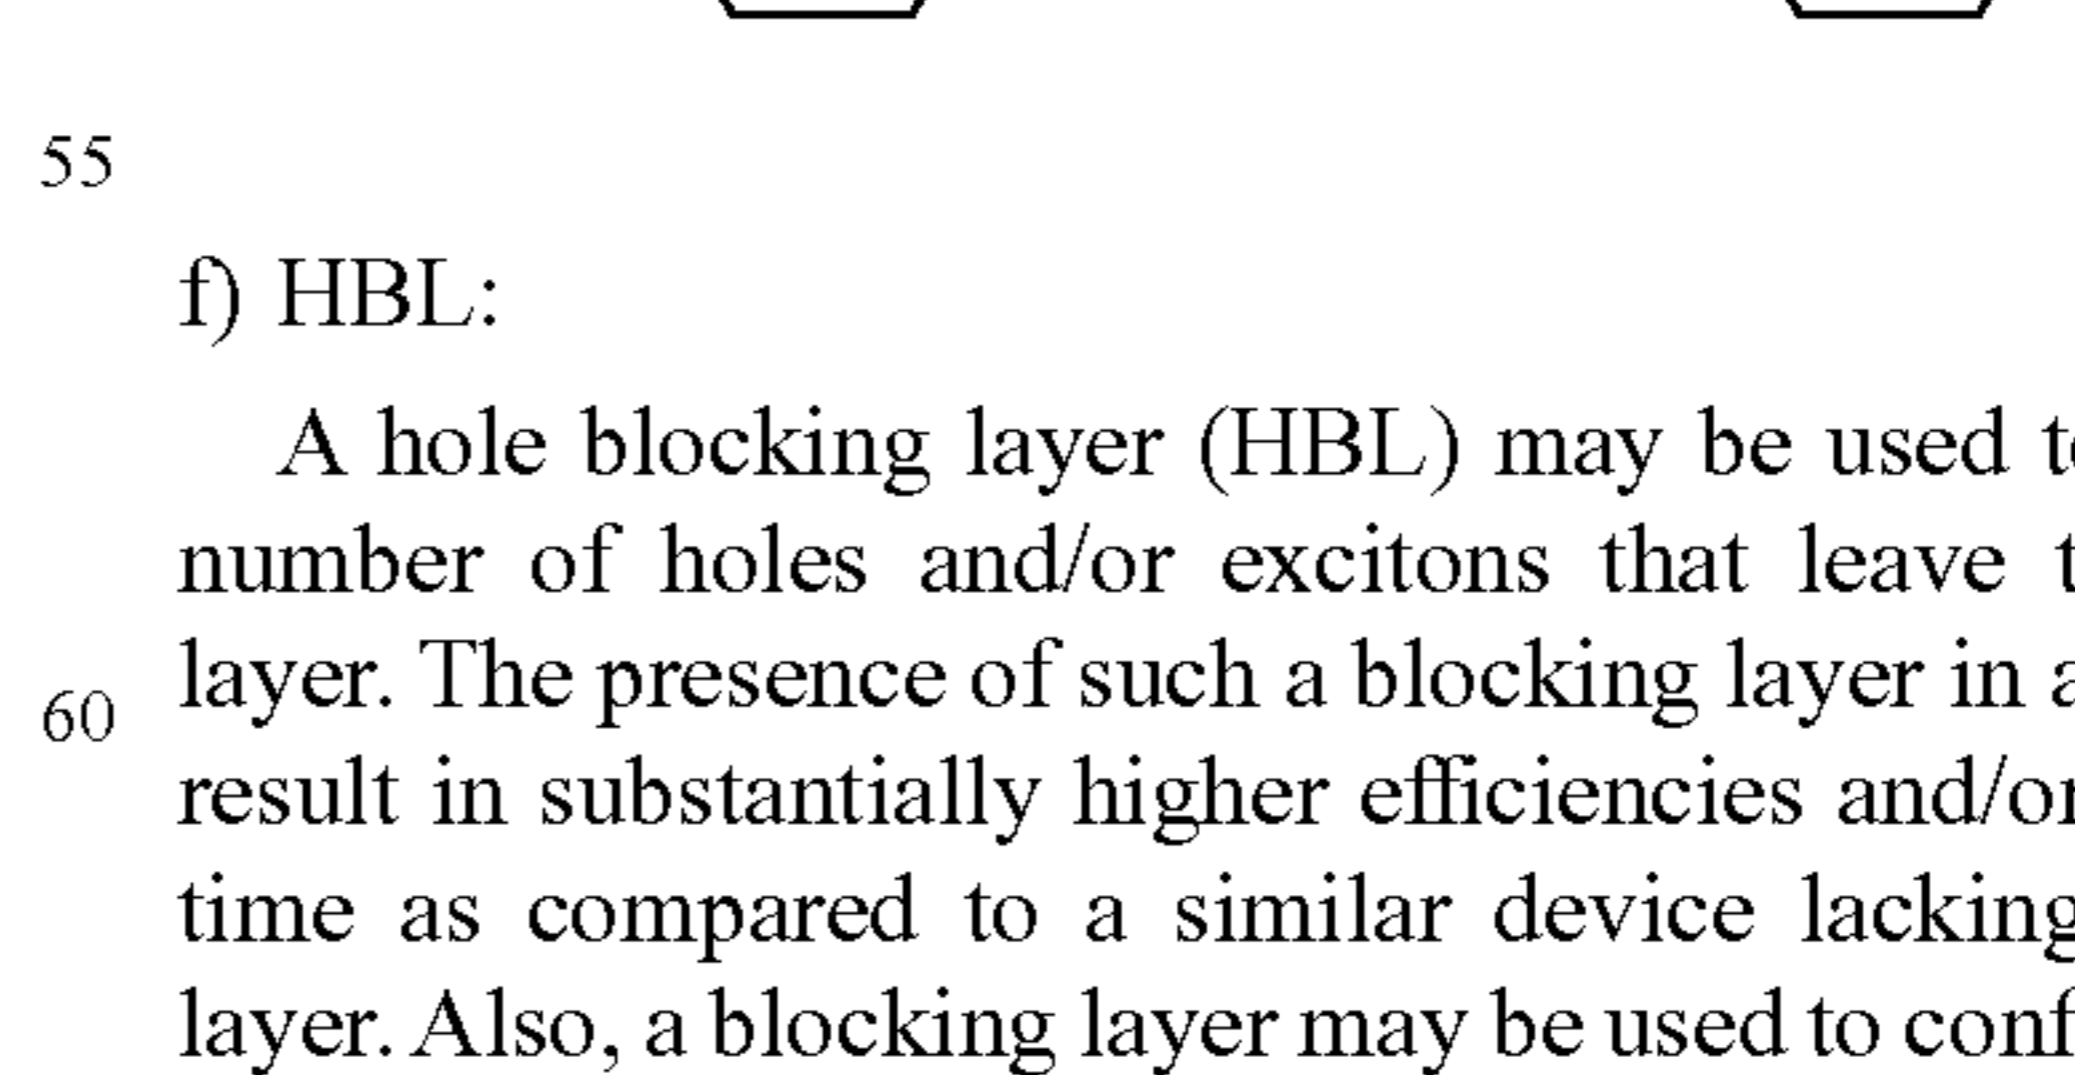 55
f) HBL:
A hole blocking layer (HBL) may be used
number of holes and/or excitons that leave
60 layer. The presence of such a blocking layer in
result in substantially higher efficiencies and/or
time as compared to a similar device lacking
layer. Also, a blocking layer may be used to